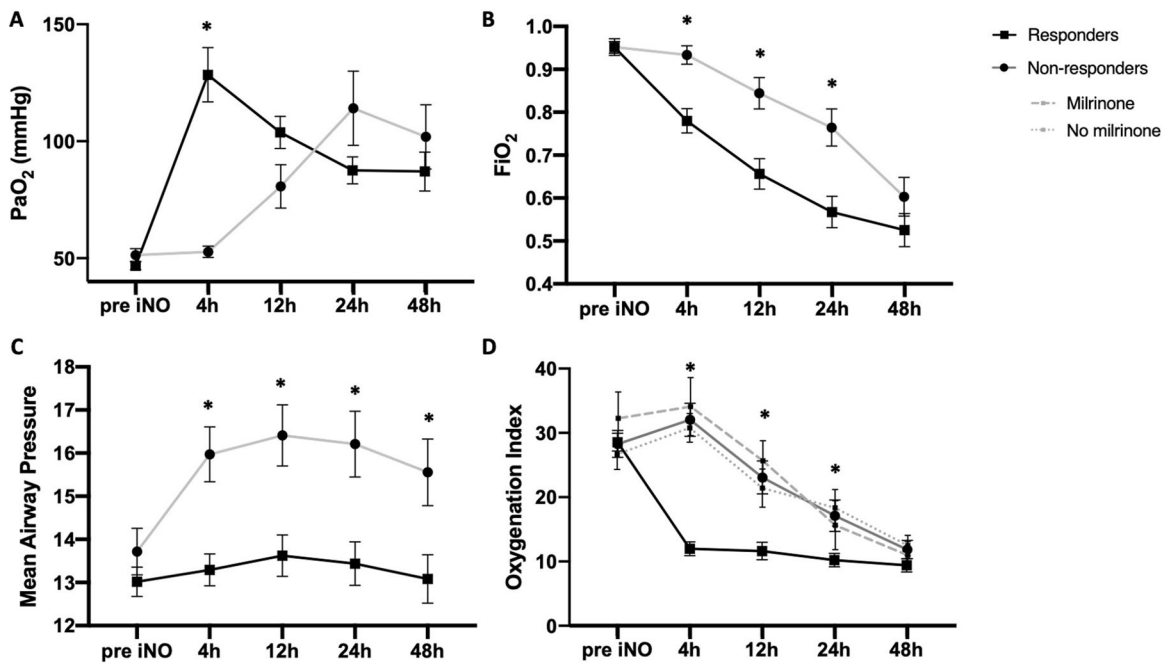 A
PaO2 (mmHg)
150
100
50
*
pre iNO 4h 12h 24h 48h
B
FiO2
1.0
0.9
0.8
0.7
0.6
0.5
0.4
* * *
pre iNO 4h 12h 24h 48h
Responders
Non-responders
Milrinone
No milrinone
C
Mean Airway Pressure
18
17
16
15
14
13
12
* * * *
pre iNO 4h 12h 24h 48h
D
Oxygenation Index
40
30
20
10
0
* * *
pre iNO 4h 12h 24h 48h